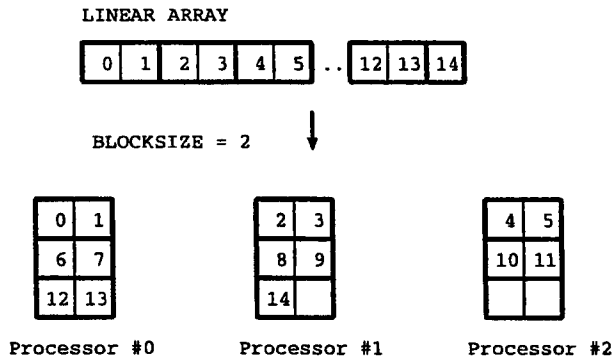 LINEAR ARRAY
0 1 2 3 4 5 .. 12 13 14
BLOCKSIZE = 2
0 1 2 3 4 5
6 7 8 9 10 11
12 13 14
Processor #0 Processor #1 Processor #2